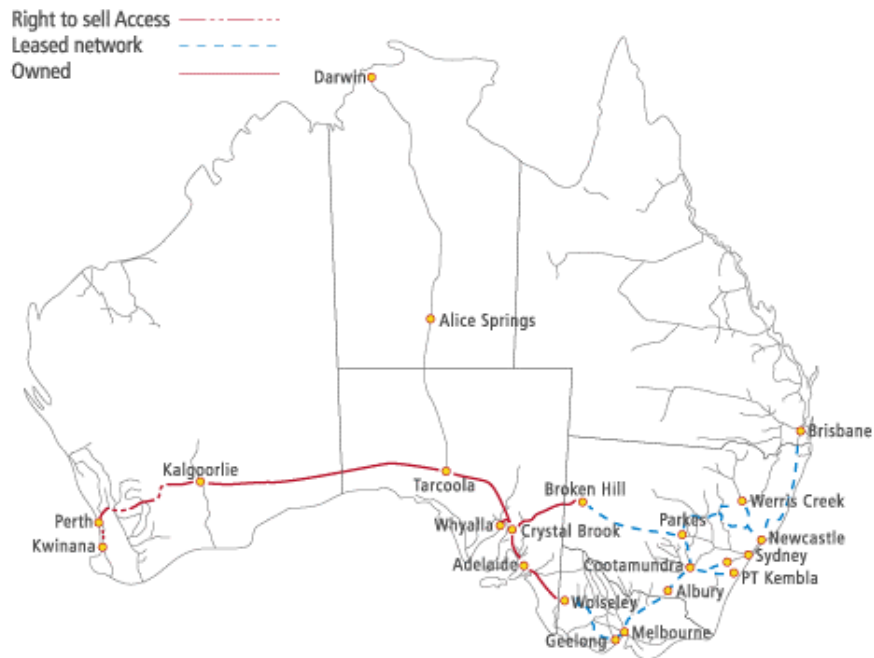 Right to sell Access
Leased network
Owned
Darwin
Alice Springs
Brisbane
Kalgoorlie
Tarcoola
Broken Hill
Werris Creek
Perth
Whyalla
Crystal Brook
Parkes
Newcastle
Kwinana
Sydney
Adelaide
Cootamundra
PT Kembla
Albury
Wolseley
Melbourne
Geelong